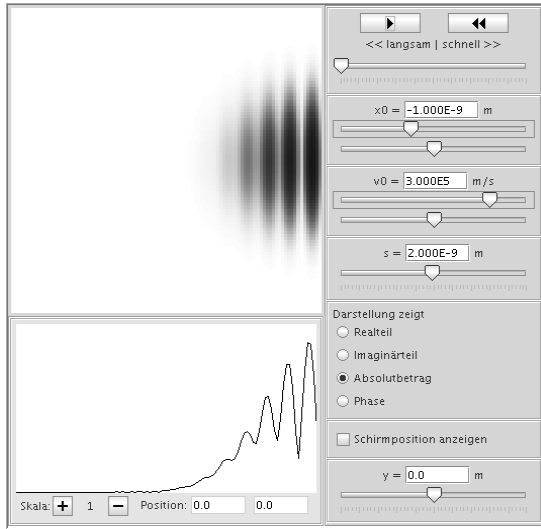 << langsam | schnell >>
x0 = -1.000E-9 m
v0 = 3.000E5 m/s
s = 2.000E-9 m
Darstellung zeigt
Realteil
Imaginärteil
Absolutbetrag
Phase
Schirmposition anzeigen
y = 0.0 m
Skala: + 1 − Position: 0.0 0.0